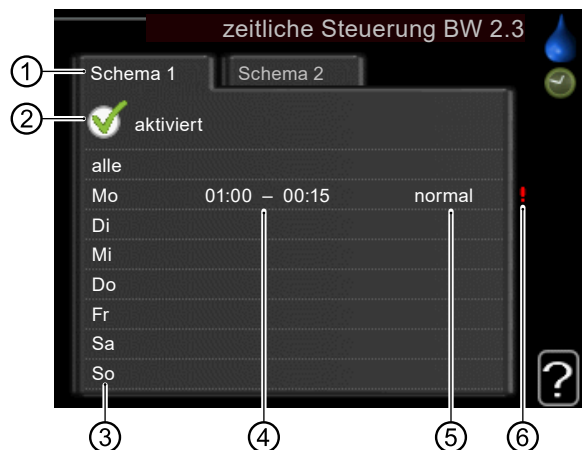 zeitliche Steuerung BW 2.3
1 Schema 1 Schema 2
2 aktiviert
alle
Mo 01:00 – 00:15 normal !
Di
Mi
Do
Fr
Sa
So
?
3 4 5 6